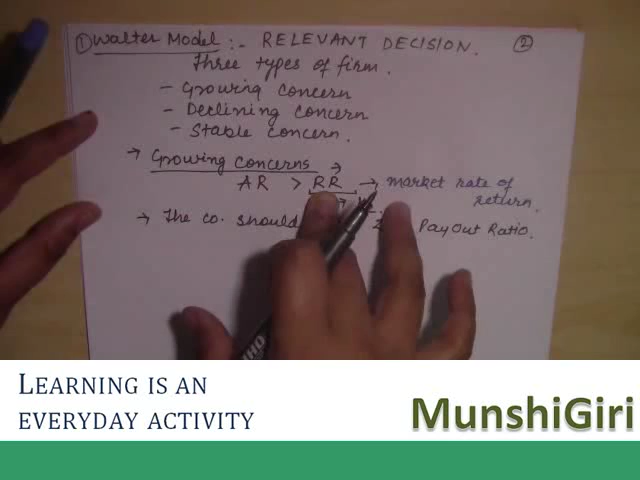 ① Walter Model :- RELEVANT DECISION. ②
Three types of firm.
- Growing Concern
- Declining Concern
- Stable Concern.
→ Growing Concerns →
AR > RR → market rate of
return.
→ The co. should PayOut Ratio.
LEARNING IS AN
EVERYDAY ACTIVITY
MunshiGiri